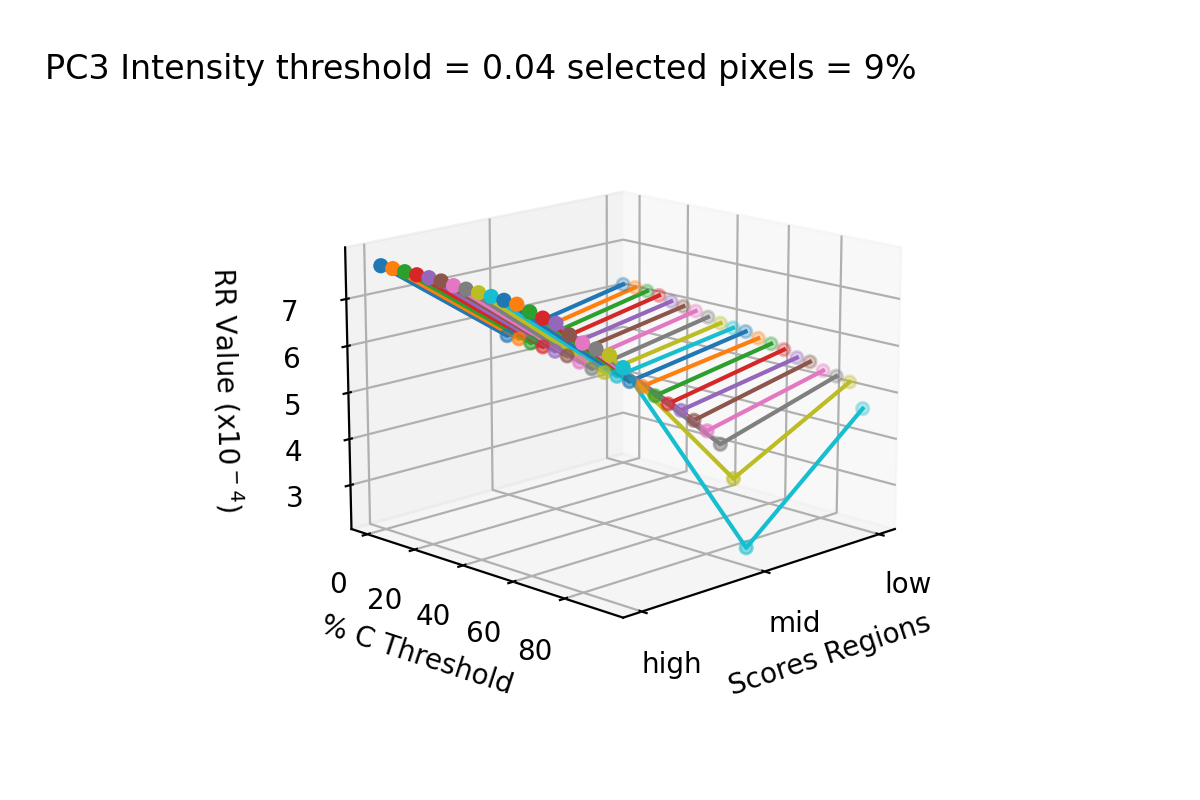 PC3 Intensity threshold = 0.04 selected pixels = 9%
RR Value (x10⁻⁴)
7
6
5
4
3
0
20
40
60
80
% C Threshold
high
mid
low
Scores Regions